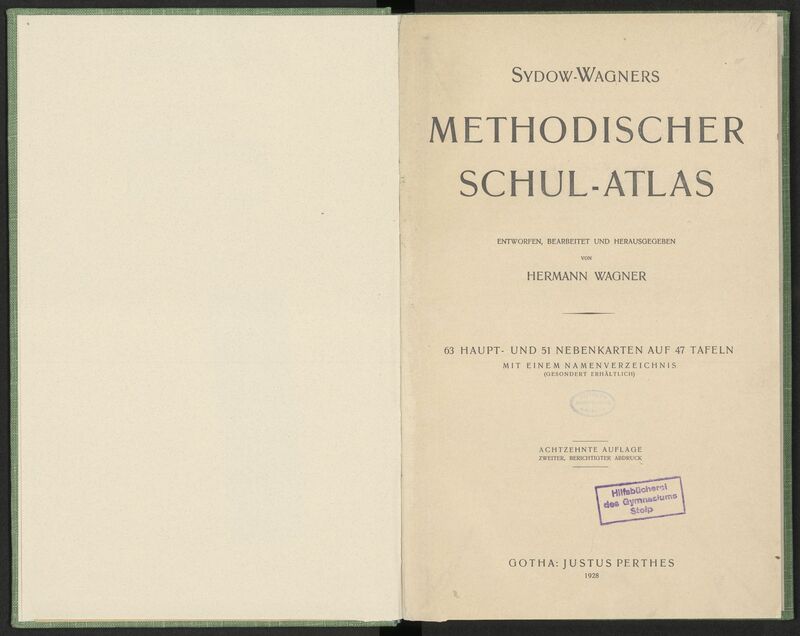 SYDOW-WAGNERS
METHODISCHER
SCHUL-ATLAS
ENTWORFEN, BEARBEITET UND HERAUSGEGEBEN
VON
HERMANN WAGNER
63 HAUPT- UND 51 NEBENKARTEN AUF 47 TAFELN
MIT EINEM NAMENVERZEICHNIS
(GESONDERT ERHÄLTLICH)
ACHTZEHNTE AUFLAGE
ZWEITER, BERICHTIGTER ABDRUCK
Hilfsbücherei
des Gymnasiums
Stolp
GOTHA: JUSTUS PERTHES
1928